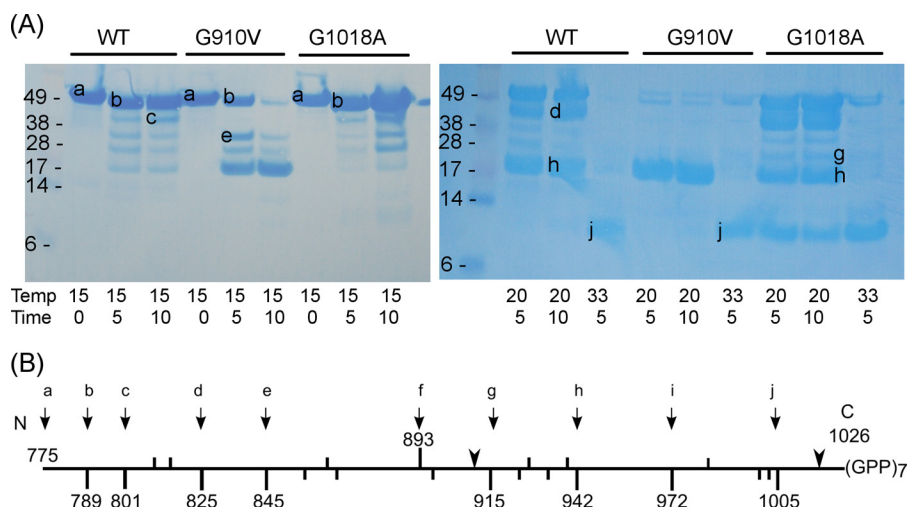 (A)
WT G910V G1018A WT G910V G1018A
49 -
38 -
28 -
17 -
14 -
6 -
a b c a b e a b
49 -
38 -
28 -
17 -
14 -
6 -
d h j j g h
Temp 15 15 15 15 15 15 15 15 15 20 20 33 20 20 33 20 20 33
Time 0 5 10 0 5 10 0 5 10 5 10 5 5 10 5 5 10 5
(B)
a b c d e f g h i j
N C
775 893 1026
(GPP)7
789 801 825 845 915 942 972 1005